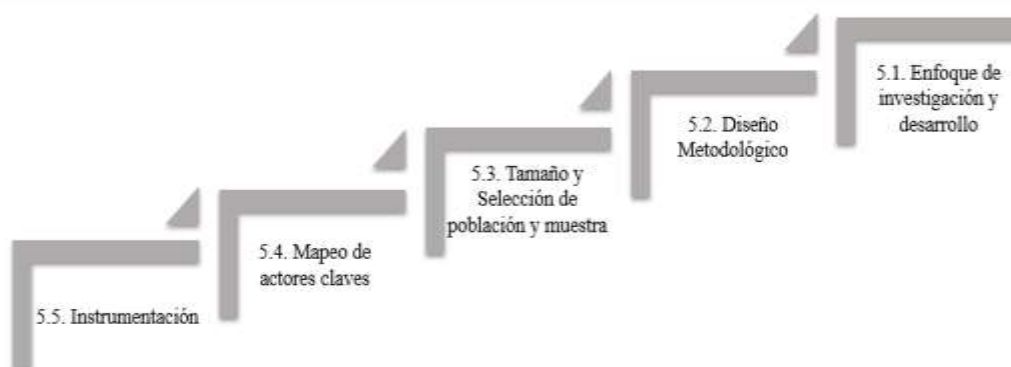 5.1. Enfoque de
investigación y
desarrollo
5.2. Diseño
Metodológico
5.3. Tamaño y
Selección de
población y muestra
5.4. Mapeo de
actores claves
5.5. Instrumentación